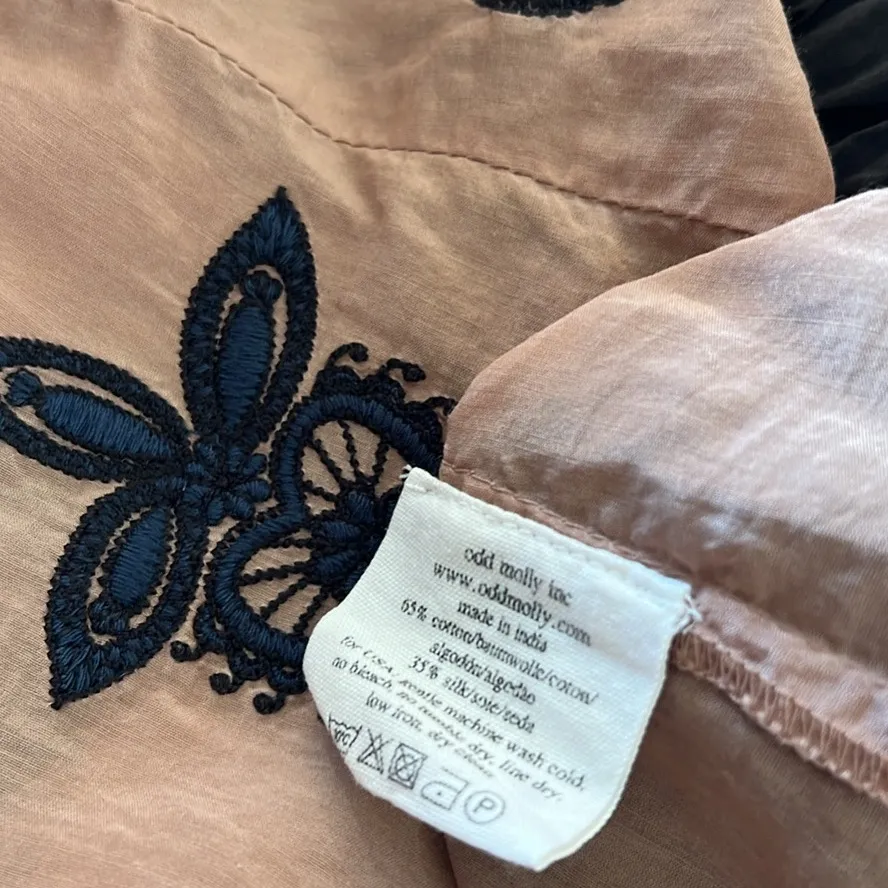 odd molly inc
www.oddmolly.com
made in india
65% cotton/baumwolle/coton/
algodón/algodao
35% silk/soie/seda
for USA. gentle machine wash cold.
no bleach no tumble dry. line dry.
low iron. dry clean
P